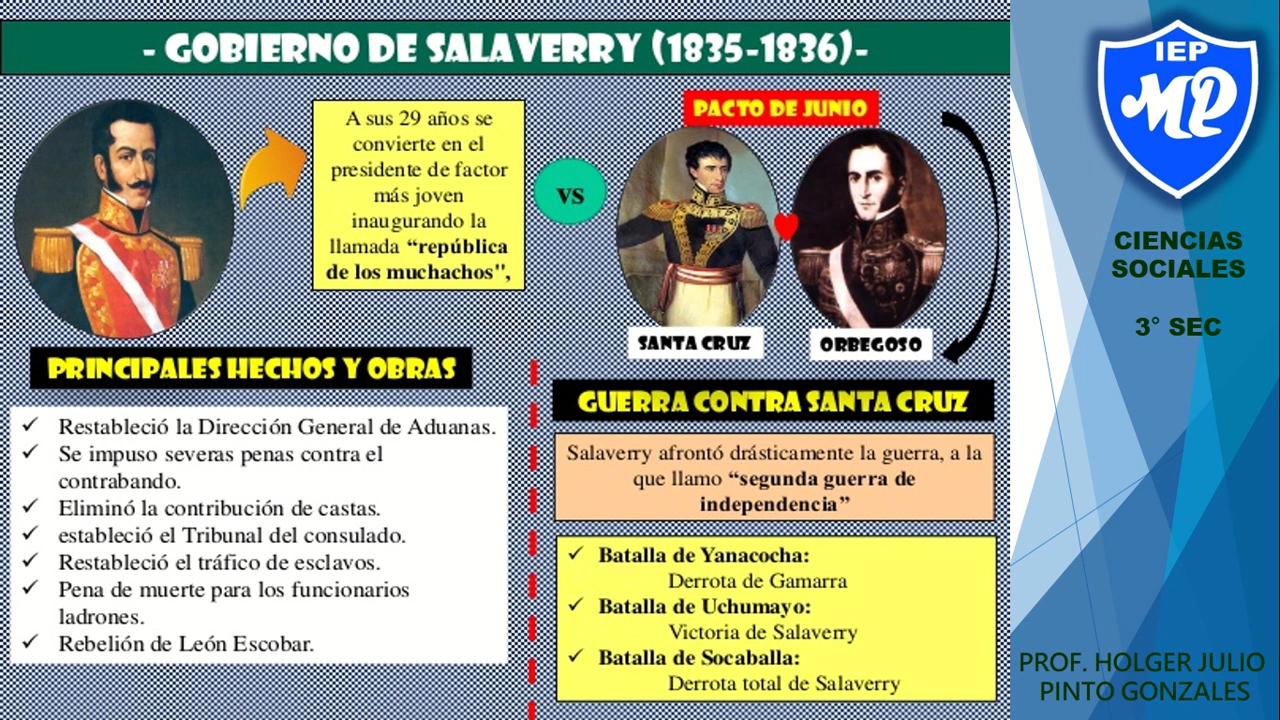 - GOBIERNO DE SALAVERRY (1835-1836)-
A sus 29 años se
convierte en el
presidente de factor
más joven
inaugurando la
llamada “república
de los muchachos",
vs
PACTO DE JUNIO
SANTA CRUZ
ORBEGOSO
PRINCIPALES HECHOS Y OBRAS
✓ Restableció la Dirección General de Aduanas.
✓ Se impuso severas penas contra el
contrabando.
✓ Eliminó la contribución de castas.
✓ estableció el Tribunal del consulado.
✓ Restableció el tráfico de esclavos.
✓ Pena de muerte para los funcionarios
ladrones.
✓ Rebelión de León Escobar.
GUERRA CONTRA SANTA CRUZ
Salaverry afrontó drásticamente la guerra, a la
que llamo “segunda guerra de
independencia”
✓ Batalla de Yanacocha:
Derrota de Gamarra
✓ Batalla de Uchumayo:
Victoria de Salaverry
✓ Batalla de Socaballa:
Derrota total de Salaverry
IEP
MP
CIENCIAS
SOCIALES
3° SEC
PROF. HOLGER JULIO
PINTO GONZALES